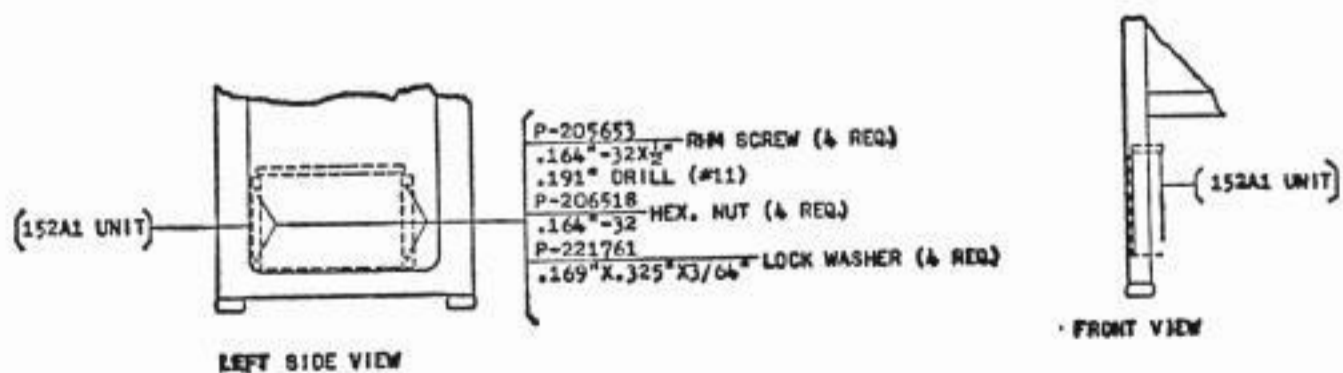 P-205653
RHM SCREW (4 REQ.)
.164"-32X½"
.191" DRILL (#11)
P-206518
HEX. NUT (4 REQ.)
.164"-32
P-221761
LOCK WASHER (4 REQ.)
.169"X.325"X3/64"
(152A1 UNIT)
LEFT SIDE VIEW
(152A1 UNIT)
FRONT VIEW